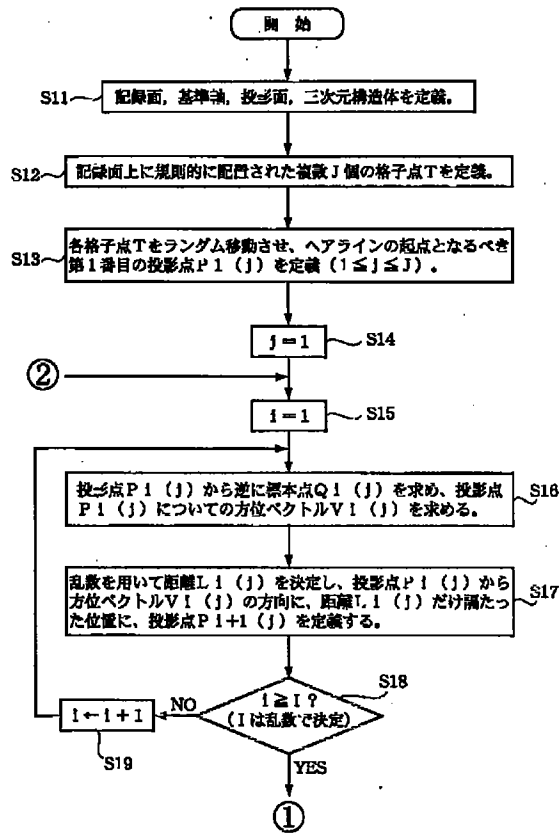 開 始
S11
記録面，基準軸，投影面，三次元構造体を定義。
S12
記録面上に規則的に配置された複数J個の格子点Tを定義。
S13
各格子点Tをランダム移動させ、ヘアラインの起点となるべき
第1番目の投影点P1（j）を定義（1≦j≦J）。
j＝1
S14
②
i＝1
S15
投影点Pi（j）から逆に標本点Qi（j）を求め、投影点
Pi（j）についての方位ベクトルVi（j）を求める。
S16
乱数を用いて距離Li（j）を決定し、投影点Pi（j）から
方位ベクトルVi（j）の方向に、距離Li（j）だけ隔たっ
た位置に、投影点Pi+1（j）を定義する。
S17
i≧I？
（Iは乱数で決定）
S18
NO
i←i＋1
S19
YES
①